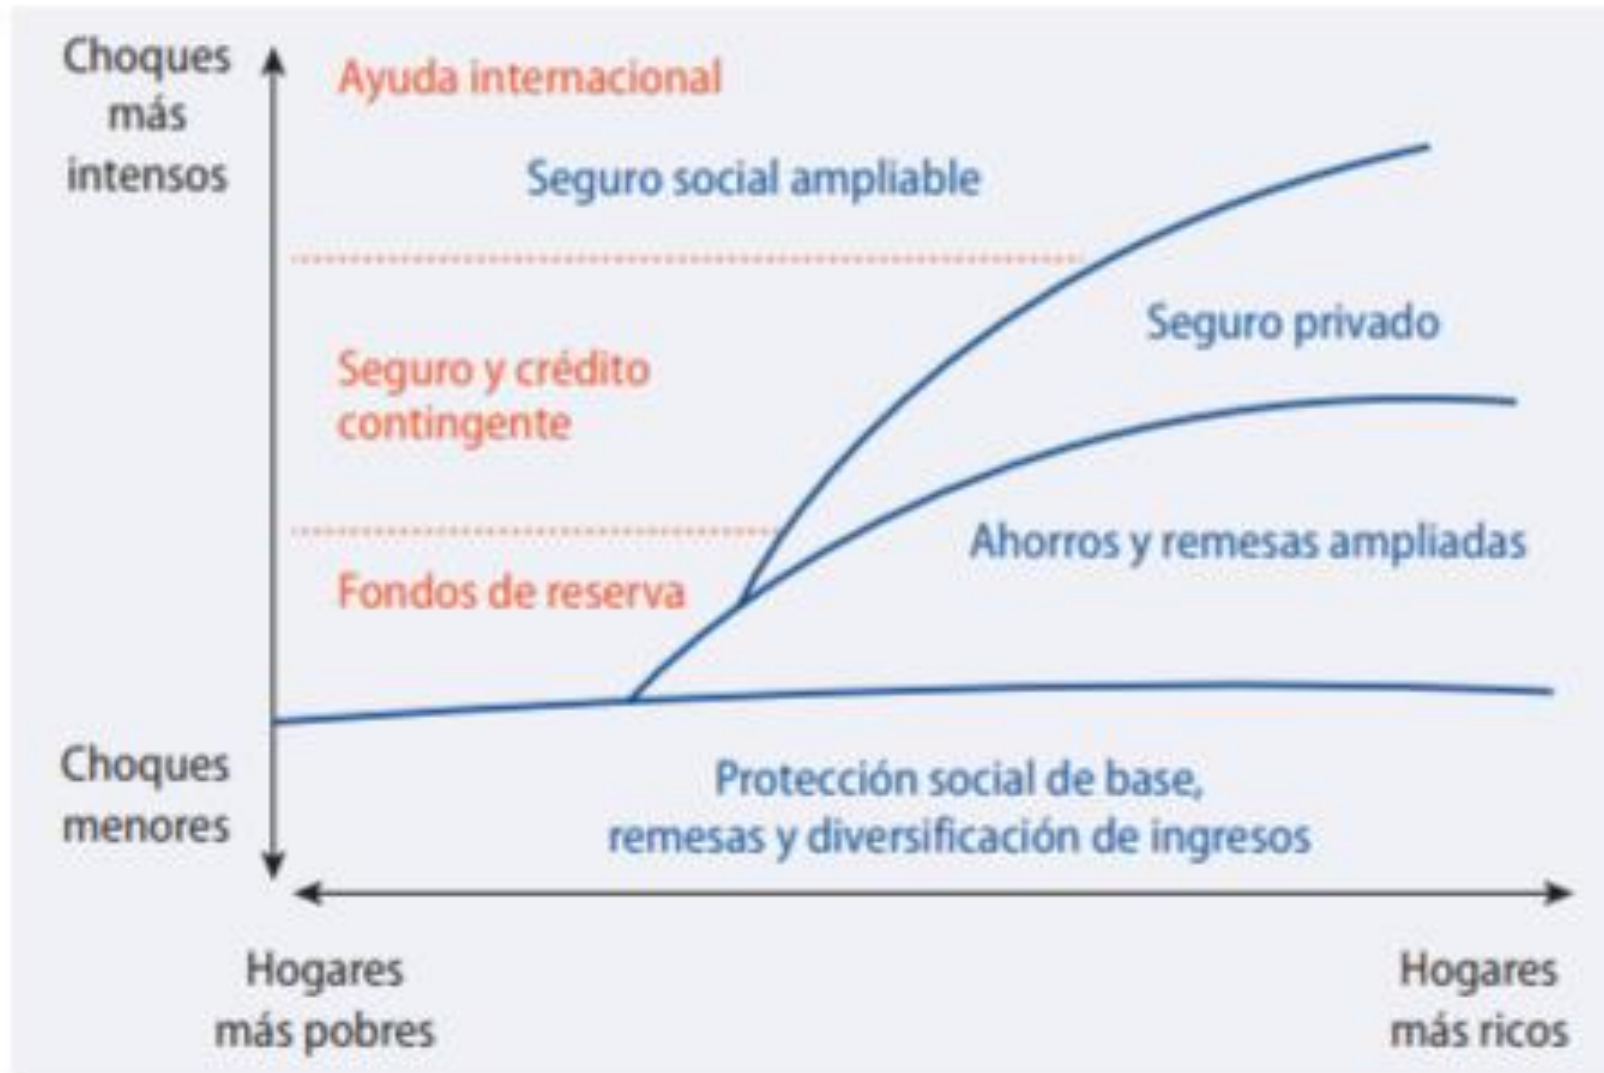 Choques
más
intensos
Ayuda internacional
Seguro social ampliable
Seguro privado
Seguro y crédito
contingente
Ahorros y remesas ampliadas
Fondos de reserva
Choques
menores
Protección social de base,
remesas y diversificación de ingresos
Hogares
más pobres
Hogares
más ricos